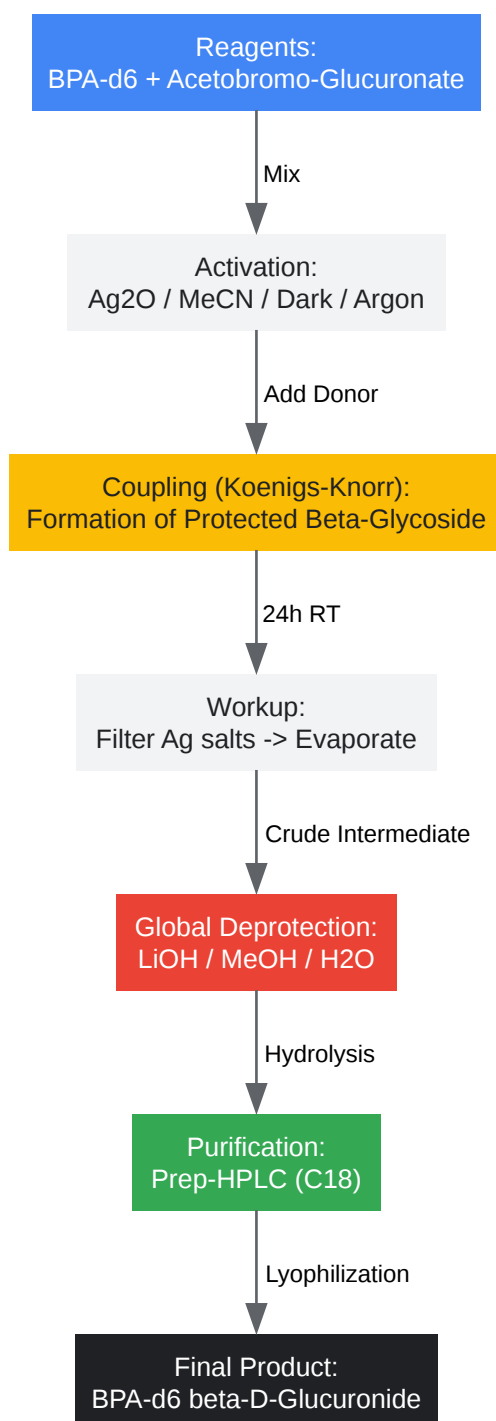 Reagents:
BPA-d6 + Acetobromo-Glucuronate
Mix
Activation:
Ag2O / MeCN / Dark / Argon
Add Donor
Coupling (Koenigs-Knorr):
Formation of Protected Beta-Glycoside
24h RT
Workup:
Filter Ag salts -> Evaporate
Crude Intermediate
Global Deprotection:
LiOH / MeOH / H2O
Hydrolysis
Purification:
Prep-HPLC (C18)
Lyophilization
Final Product:
BPA-d6 beta-D-Glucuronide